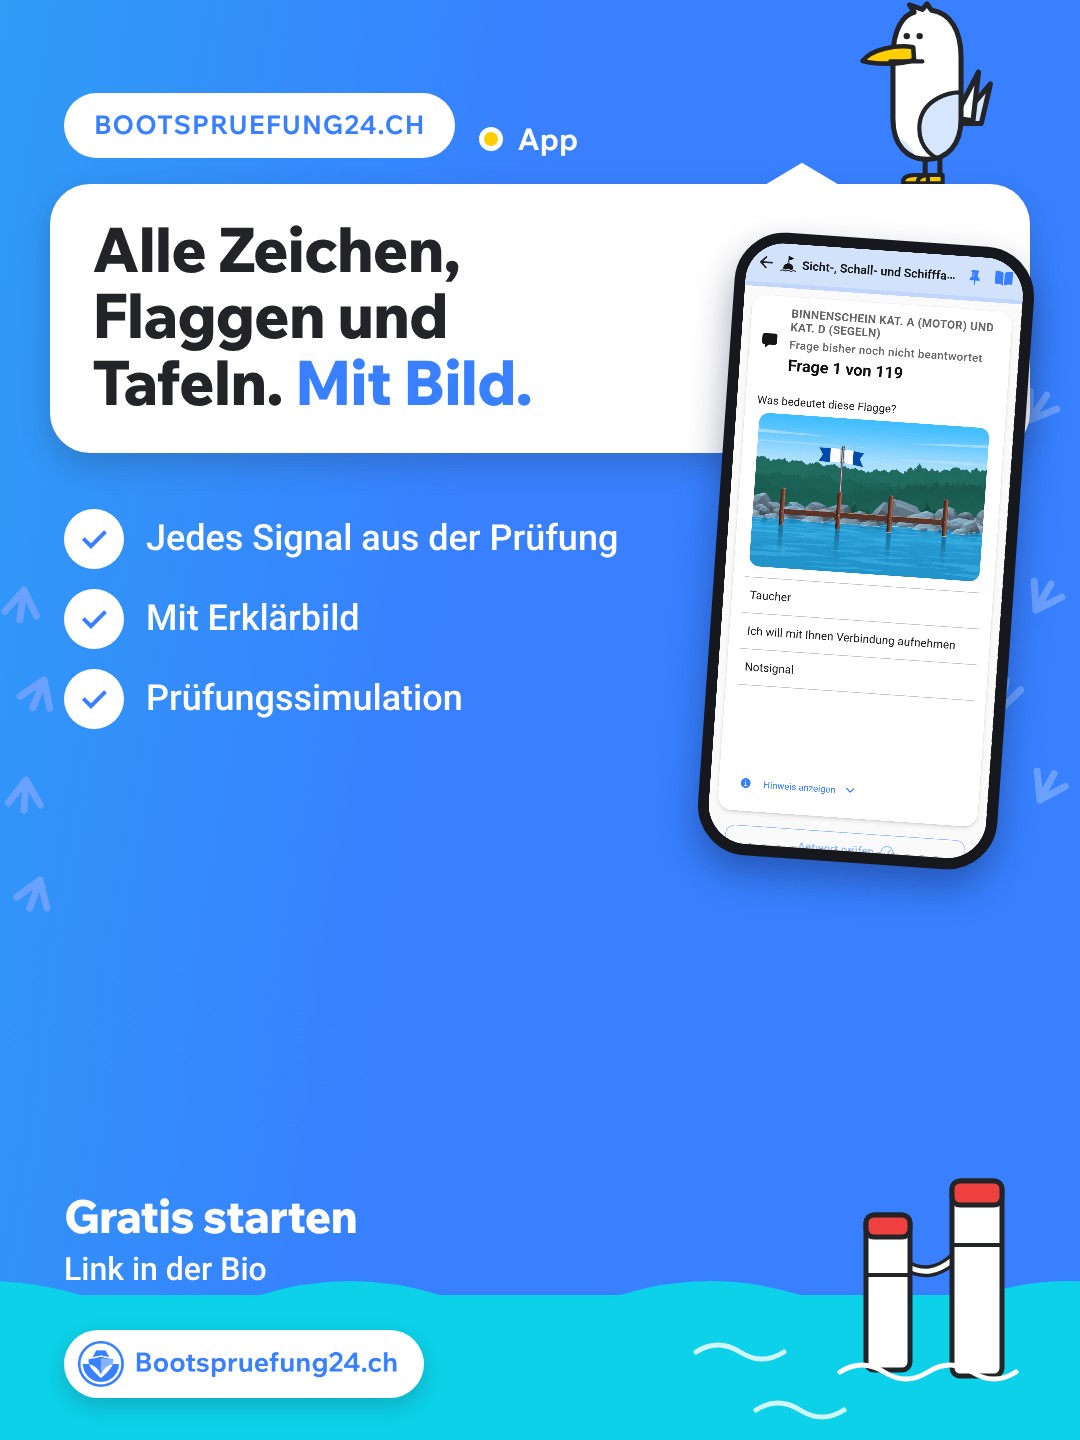 BOOTSPRUEFUNG24.CH
App
Alle Zeichen,
Flaggen und
Tafeln. Mit Bild.
Sicht-, Schall- und Schifffa...
BINNENSCHEIN KAT. A (MOTOR) UND
KAT. D (SEGELN)
Frage bisher noch nicht beantwortet
Frage 1 von 119
Was bedeutet diese Flagge?
Taucher
Ich will mit Ihnen Verbindung aufnehmen
Notsignal
Hinweis anzeigen
Antwort prüfen
Jedes Signal aus der Prüfung
Mit Erklärbild
Prüfungssimulation
Gratis starten
Link in der Bio
Bootspruefung24.ch